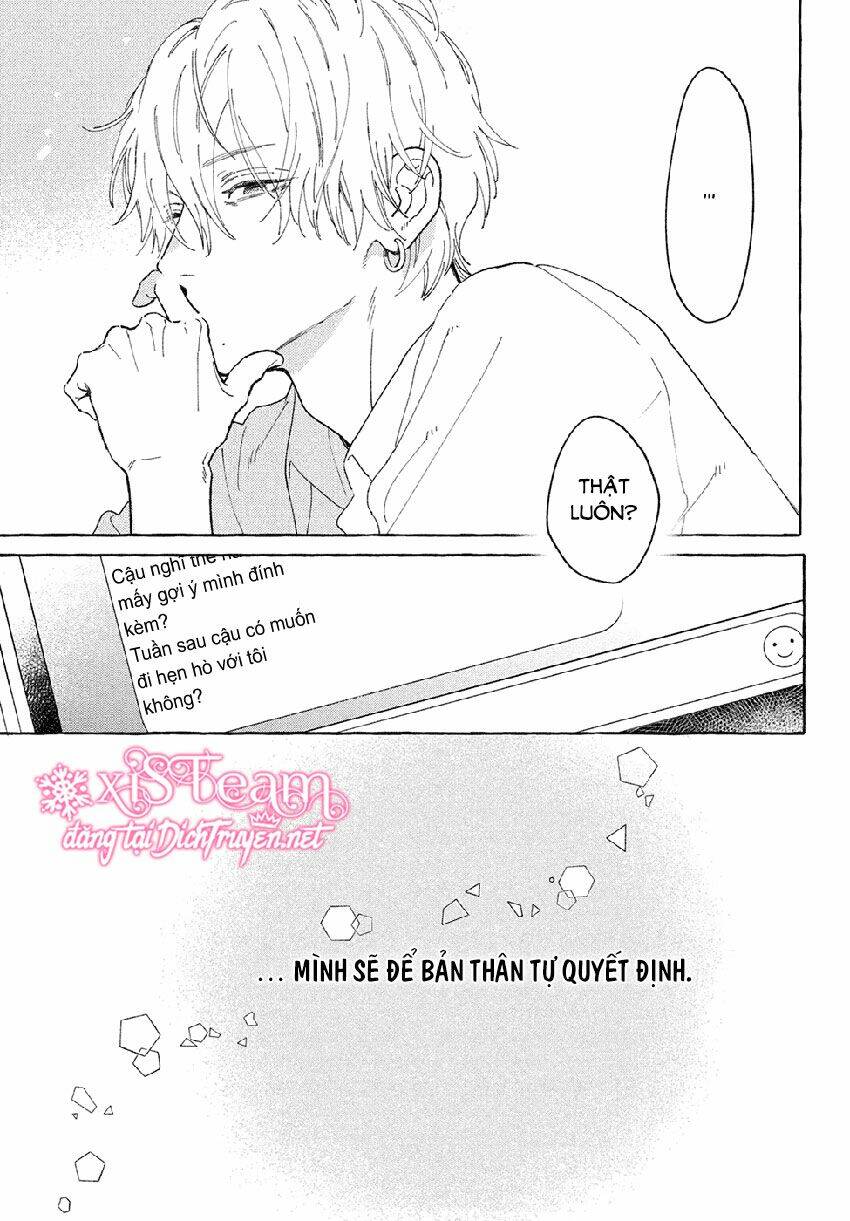 ...
THẬT
LUÔN?
Cậu nghĩ thế
mấy gợi ý mình đính
kèm?
Tuần sau cậu có muốn
đi hẹn hò với tôi
không?
xiSTeam
đăng tại DichTruyen.net
... MÌNH SẼ ĐỂ BẢN THÂN TỰ QUYẾT ĐỊNH.